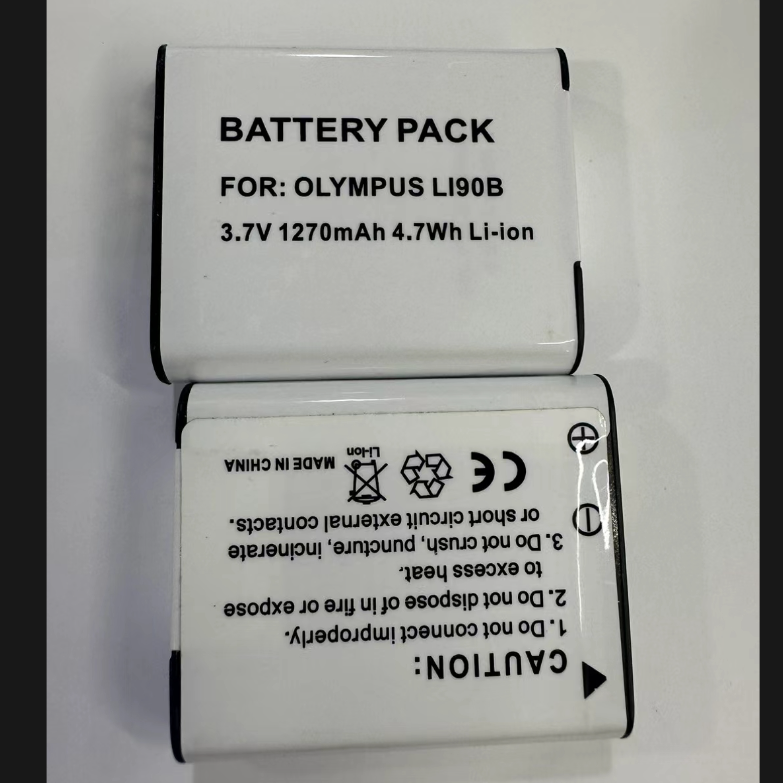 BATTERY PACK
FOR: OLYMPUS LI90B
3.7V 1270mAh 4.7Wh Li-ion
CAUTION:
1. Do not connect improperly.
2. Do not dispose of in fire or expose
to excess heat.
3. Do not crush, puncture, incinerate
or short circuit external contacts.
CE Li-Ion MADE IN CHINA